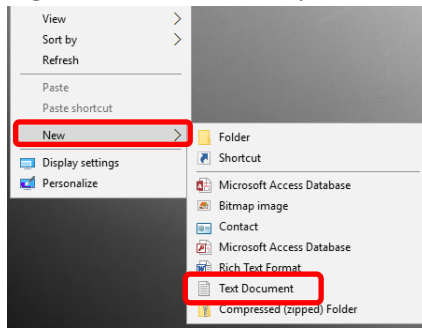 View
Sort by
Refresh
Paste
Paste shortcut
New
Display settings
Personalize
Folder
Shortcut
Microsoft Access Database
Bitmap image
Contact
Microsoft Access Database
Rich Text Format
Text Document
Compressed (zipped) Folder